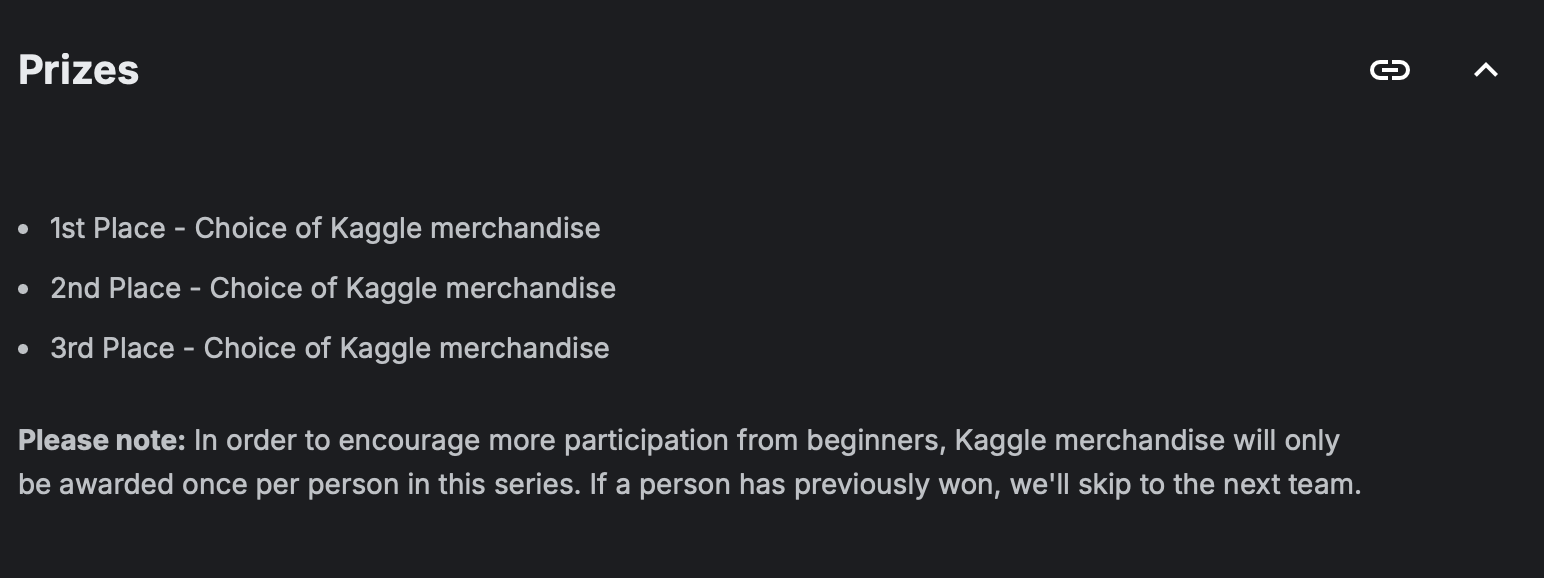 Prizes
1st Place - Choice of Kaggle merchandise
2nd Place - Choice of Kaggle merchandise
3rd Place - Choice of Kaggle merchandise
Please note: In order to encourage more participation from beginners, Kaggle merchandise will only
be awarded once per person in this series. If a person has previously won, we'll skip to the next team.